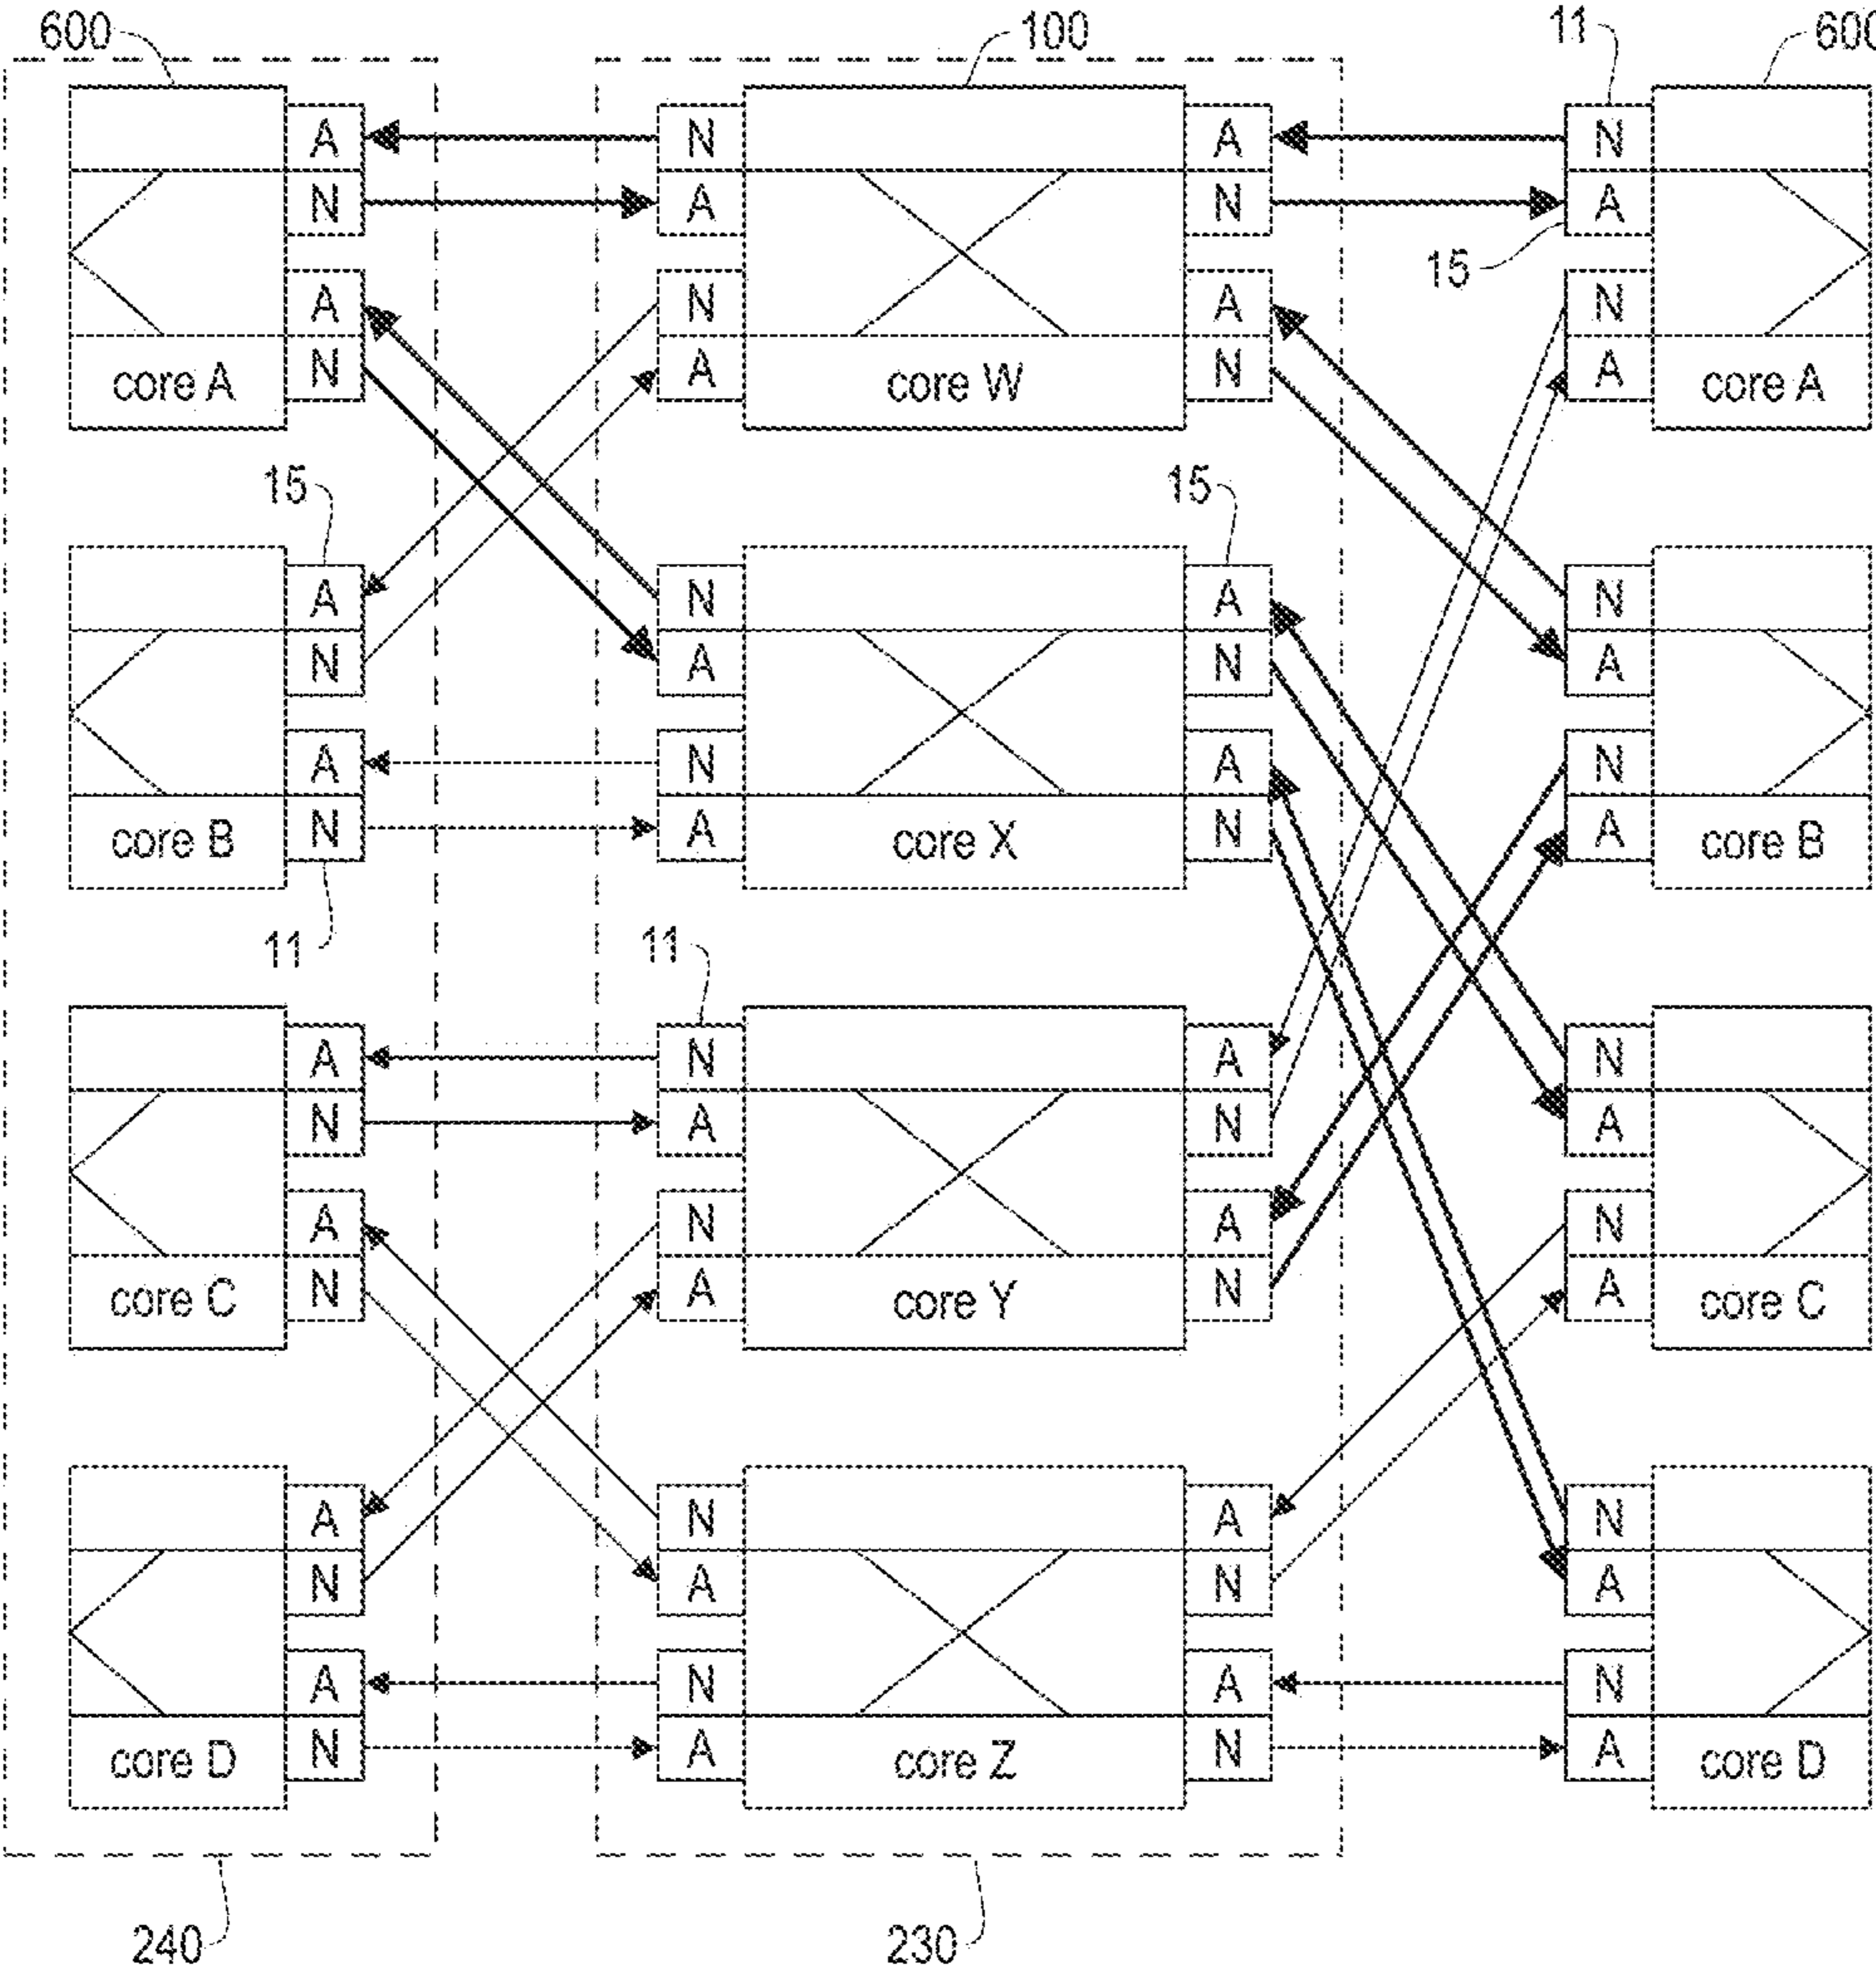 600 100 11 600
A N A N
N A N A
15
A N A N
core A N A core W N A core A
15 15
A N A N
N A N A
A N A N
core B N A core X N A core B
11 11
A N A N
N A N A
A N A N
core C N A core Y N A core C
A N A N
N A N A
A N A N
core D N A core Z N A core D
240 230